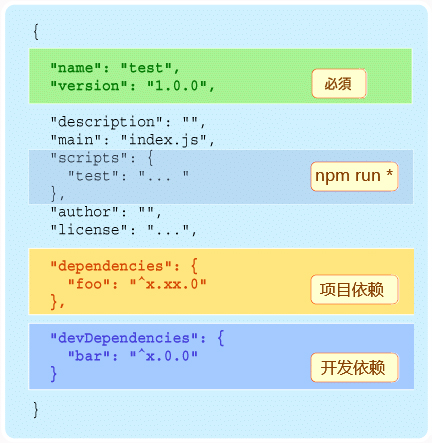 {
"name": "test",
"version": "1.0.0",
必須
"description": "",
"main": "index.js",
"scripts": {
"test": "... "
},
npm run *
"author": "",
"license": "...",
"dependencies": {
"foo": "^x.xx.0"
},
项目依赖
"devDependencies": {
"bar": "^x.0.0"
}
开发依赖
}